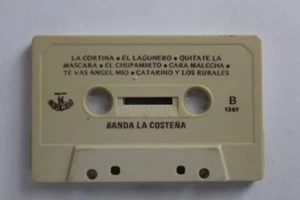 LA CORTINA • EL LAGUNERO • QUITATE LA
MASCARA • EL CHUPAMIRTO • CARA MALECHA •
TE VAS ANGEL MIO • CATARINO Y LOS RURALES
B
1307
BANDA LA COSTEÑA